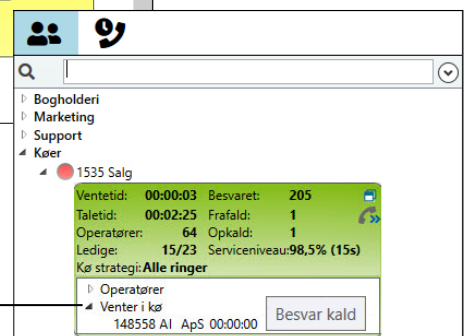 Bogholderi
Marketing
Support
Køer
1535 Salg
Ventetid: 00:00:03 Besvaret: 205
Taletid: 00:02:25 Frafald: 1
Operatører: 64 Opkald: 1
Ledige: 15/23 Serviceniveau:98,5% (15s)
Kø strategi:Alle ringer
Operatører
Venter i kø
148558 Al ApS 00:00:00
Besvar kald